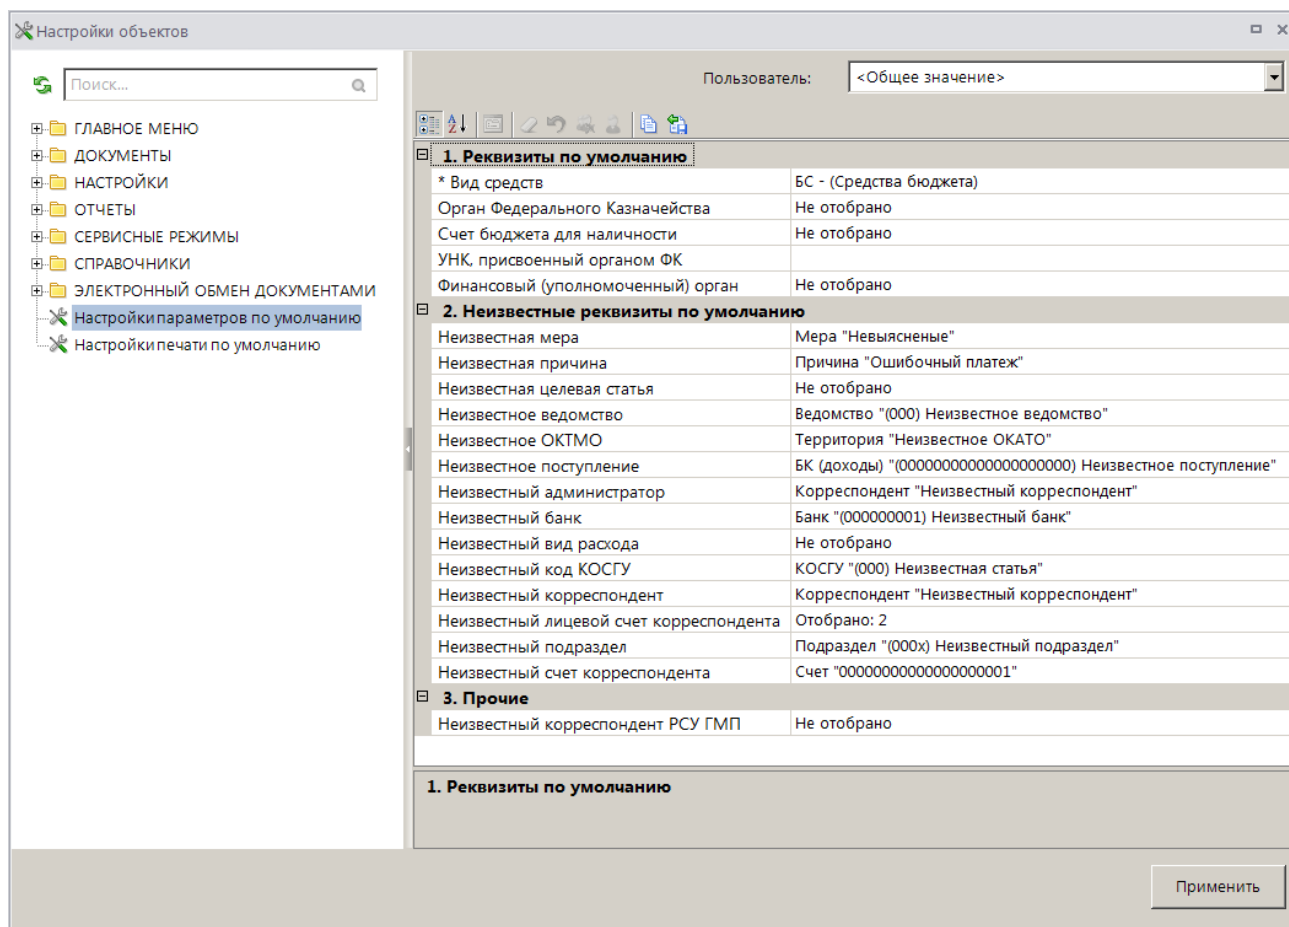 Настройки объектов
Поиск...
Пользователь:
<Общее значение>
ГЛАВНОЕ МЕНЮ
ДОКУМЕНТЫ
НАСТРОЙКИ
ОТЧЕТЫ
СЕРВИСНЫЕ РЕЖИМЫ
СПРАВОЧНИКИ
ЭЛЕКТРОННЫЙ ОБМЕН ДОКУМЕНТАМИ
Настройки параметров по умолчанию
Настройки печати по умолчанию
1. Реквизиты по умолчанию
* Вид средств БС - (Средства бюджета)
Орган Федерального Казначейства Не отобрано
Счет бюджета для наличности Не отобрано
УНК, присвоенный органом ФК
Финансовый (уполномоченный) орган Не отобрано
2. Неизвестные реквизиты по умолчанию
Неизвестная мера Мера "Невыясненые"
Неизвестная причина Причина "Ошибочный платеж"
Неизвестная целевая статья Не отобрано
Неизвестное ведомство Ведомство "(000) Неизвестное ведомство"
Неизвестное ОКТМО Территория "Неизвестное ОКАТО"
Неизвестное поступление БК (доходы) "(00000000000000000000) Неизвестное поступление"
Неизвестный администратор Корреспондент "Неизвестный корреспондент"
Неизвестный банк Банк "(000000001) Неизвестный банк"
Неизвестный вид расхода Не отобрано
Неизвестный код КОСГУ КОСГУ "(000) Неизвестная статья"
Неизвестный корреспондент Корреспондент "Неизвестный корреспондент"
Неизвестный лицевой счет корреспондента Отобрано: 2
Неизвестный подраздел Подраздел "(000x) Неизвестный подраздел"
Неизвестный счет корреспондента Счет "00000000000000000001"
3. Прочие
Неизвестный корреспондент РСУ ГМП Не отобрано
1. Реквизиты по умолчанию
Применить